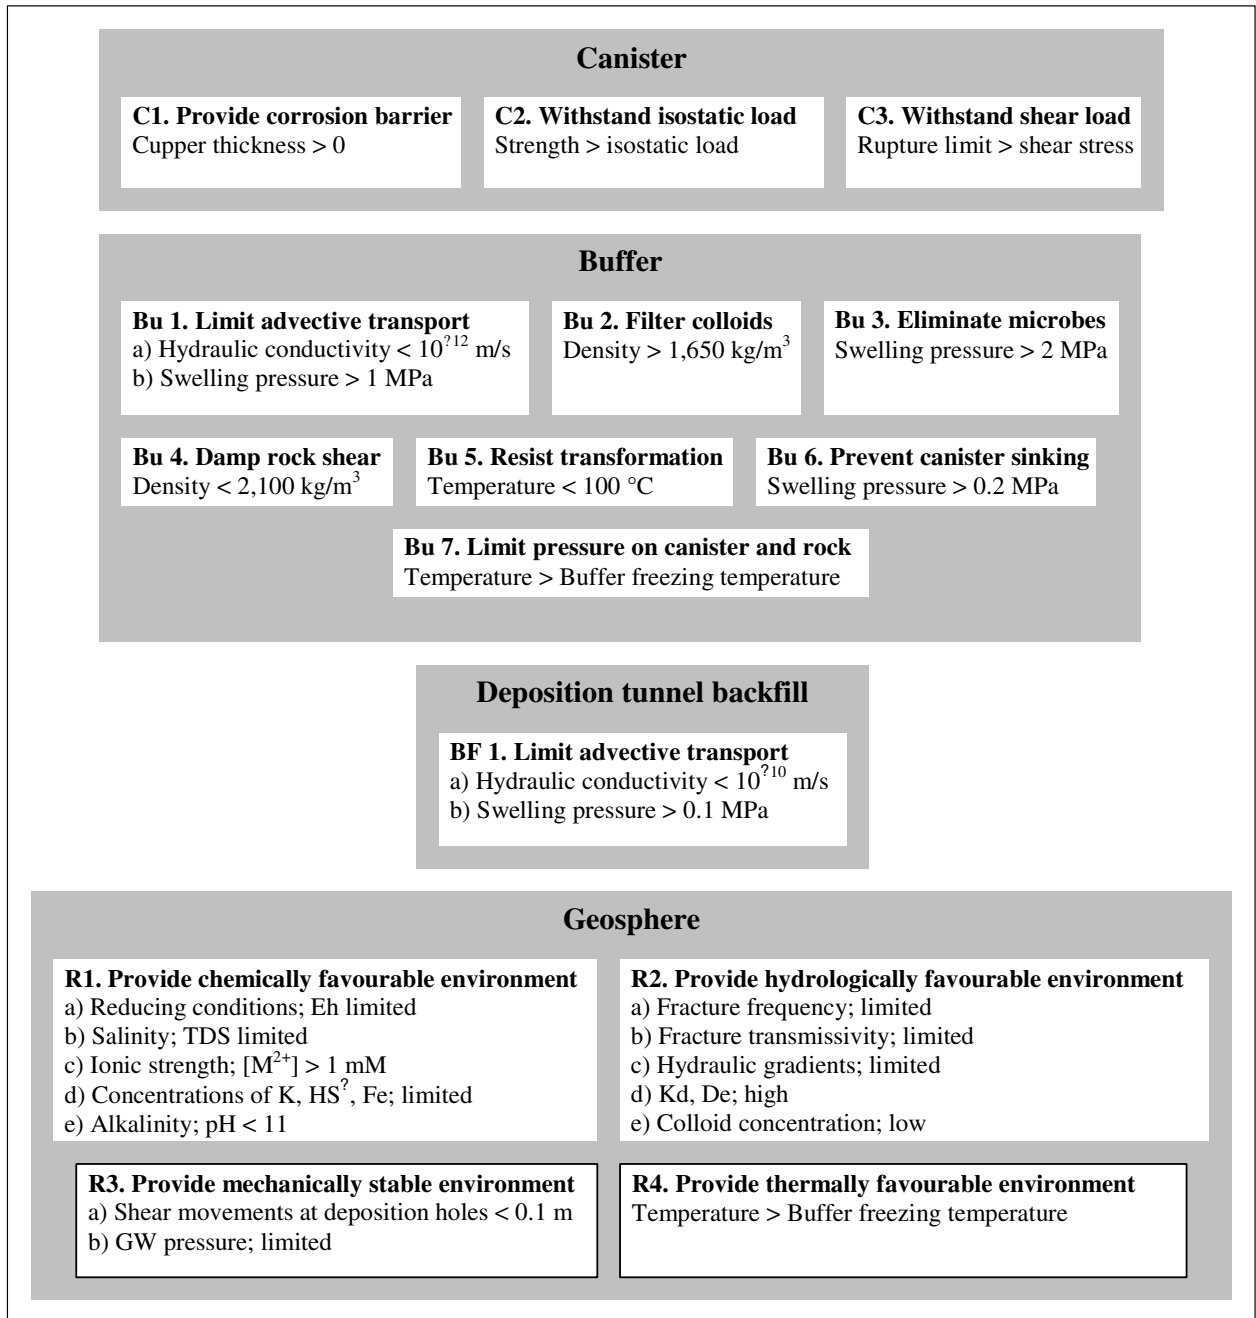 Canister
C1. Provide corrosion barrier
Cupper thickness > 0
C2. Withstand isostatic load
Strength > isostatic load
C3. Withstand shear load
Rupture limit > shear stress
Buffer
Bu 1. Limit advective transport
a) Hydraulic conductivity < 10^?12 m/s
b) Swelling pressure > 1 MPa
Bu 2. Filter colloids
Density > 1,650 kg/m³
Bu 3. Eliminate microbes
Swelling pressure > 2 MPa
Bu 4. Damp rock shear
Density < 2,100 kg/m³
Bu 5. Resist transformation
Temperature < 100 °C
Bu 6. Prevent canister sinking
Swelling pressure > 0.2 MPa
Bu 7. Limit pressure on canister and rock
Temperature > Buffer freezing temperature
Deposition tunnel backfill
BF 1. Limit advective transport
a) Hydraulic conductivity < 10^?10 m/s
b) Swelling pressure > 0.1 MPa
Geosphere
R1. Provide chemically favourable environment
a) Reducing conditions; Eh limited
b) Salinity; TDS limited
c) Ionic strength; [M²⁺] > 1 mM
d) Concentrations of K, HS^?, Fe; limited
e) Alkalinity; pH < 11
R2. Provide hydrologically favourable environment
a) Fracture frequency; limited
b) Fracture transmissivity; limited
c) Hydraulic gradients; limited
d) Kd, De; high
e) Colloid concentration; low
R3. Provide mechanically stable environment
a) Shear movements at deposition holes < 0.1 m
b) GW pressure; limited
R4. Provide thermally favourable environment
Temperature > Buffer freezing temperature